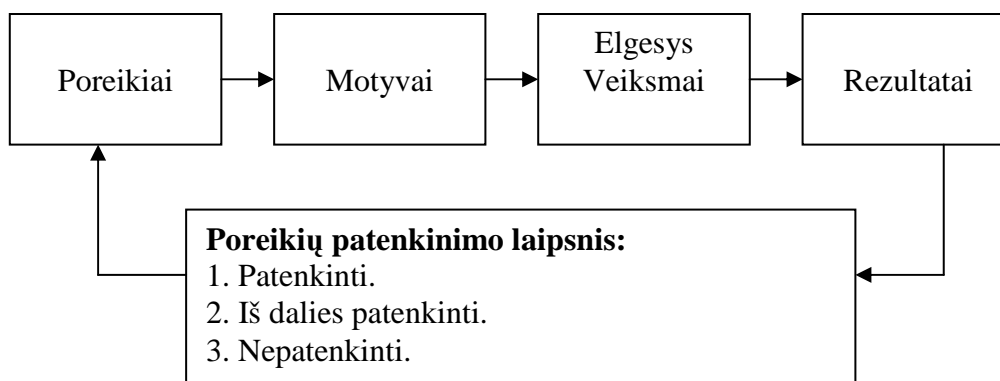 Poreikiai
Motyvai
Elgesys
Veiksmai
Rezultatai
Poreikių patenkinimo laipsnis:
1. Patenkinti.
2. Iš dalies patenkinti.
3. Nepatenkinti.